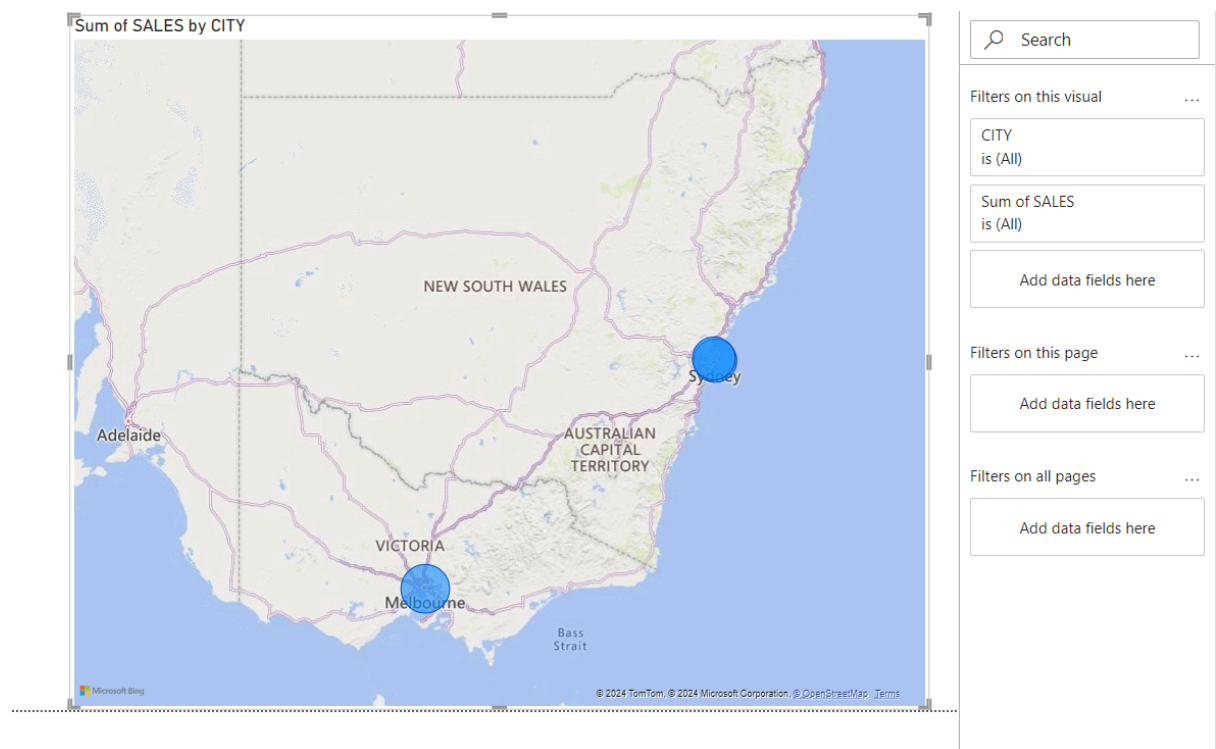 Sum of SALES by CITY
NEW SOUTH WALES
Sydney
Adelaide
AUSTRALIAN
CAPITAL
TERRITORY
VICTORIA
Melbourne
Bass
Strait
Microsoft Bing
© 2024 TomTom, © 2024 Microsoft Corporation, © OpenStreetMap Terms
Search
Filters on this visual ...
CITY
is (All)
Sum of SALES
is (All)
Add data fields here
Filters on this page ...
Add data fields here
Filters on all pages ...
Add data fields here